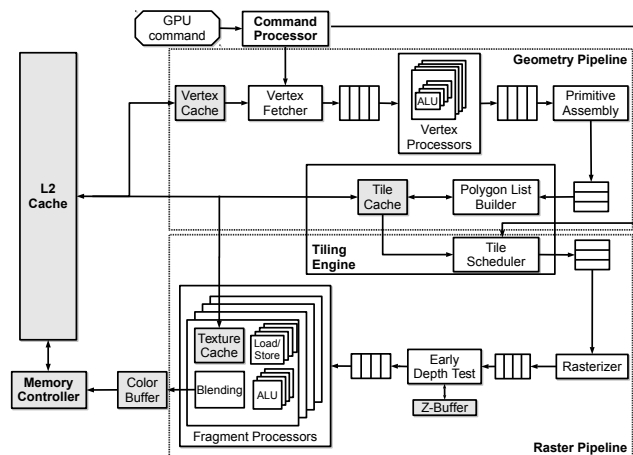 GPU
command
Command
Processor
Geometry Pipeline
Vertex
Cache
Vertex
Fetcher
ALU
Vertex
Processors
Primitive
Assembly
L2
Cache
Tile
Cache
Polygon List
Builder
Tiling
Engine
Tile
Scheduler
Texture
Cache
Load/
Store
Blending
ALU
Fragment Processors
Early
Depth Test
Z-Buffer
Rasterizer
Memory
Controller
Color
Buffer
Raster Pipeline